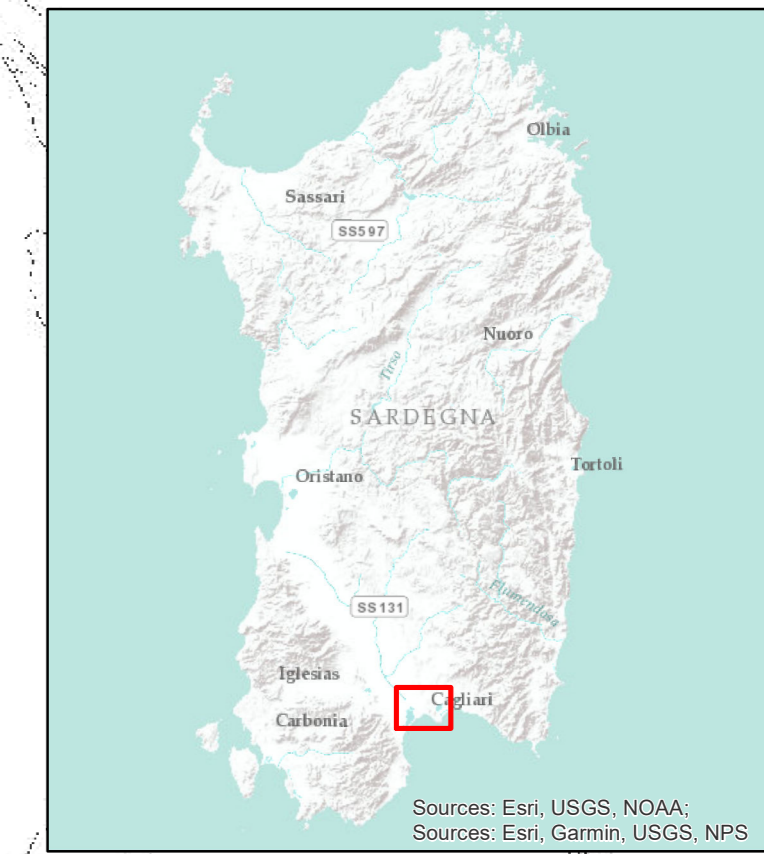 Olbia
Sassari
SS597
Nuoro
Tirso
SARDEGNA
Tortoli
Oristano
Flumendosa
SS131
Iglesias
Cagliari
Carbonia
Sources: Esri, USGS, NOAA;
Sources: Esri, Garmin, USGS, NPS